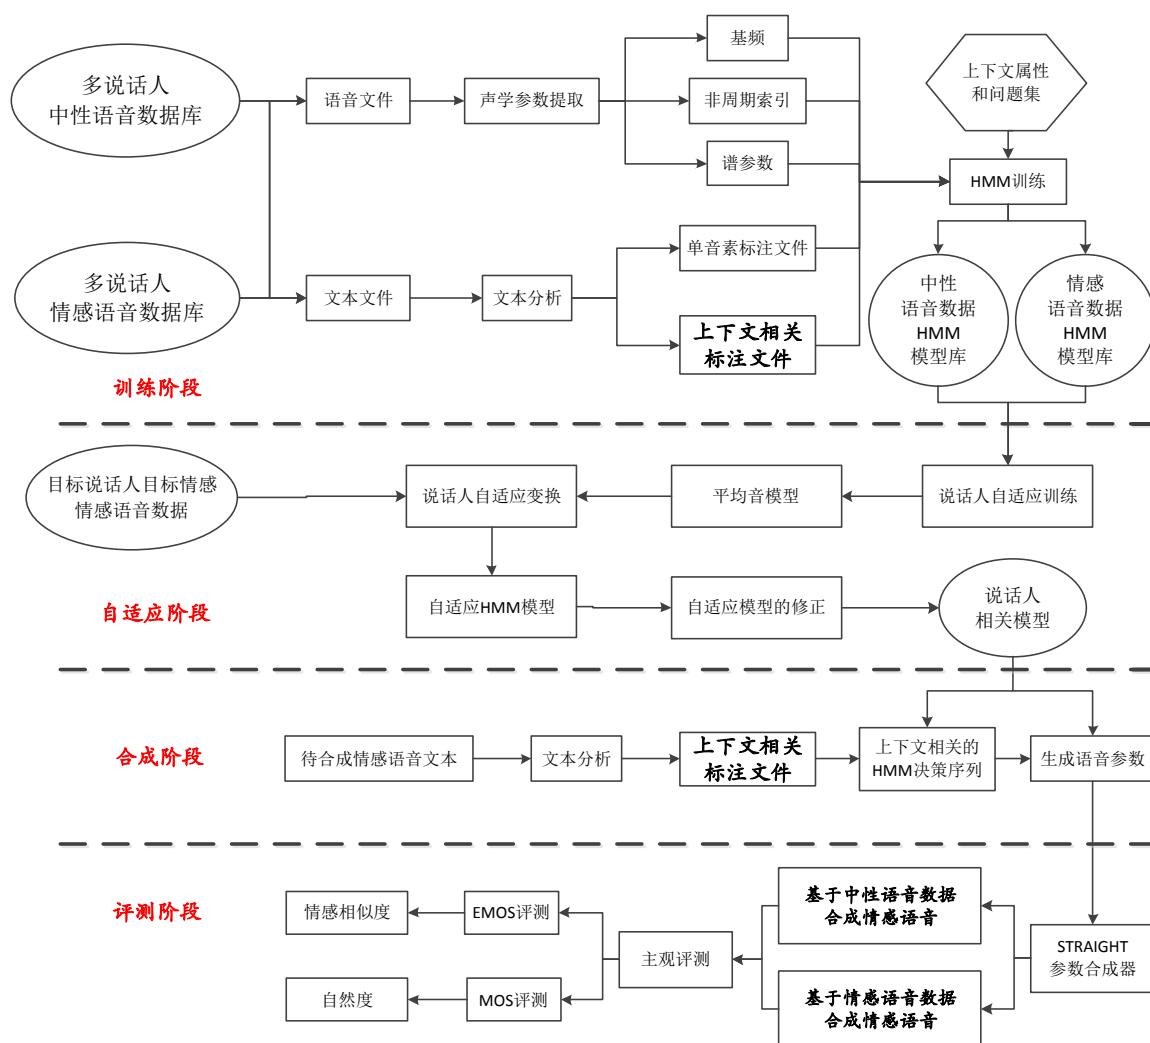 多说话人
中性语音数据库
语音文件
声学参数提取
基频
非周期索引
谱参数
上下文属性
和问题集
HMM训练
多说话人
情感语音数据库
文本文件
文本分析
单音素标注文件
上下文相关
标注文件
中性
语音数据
HMM
模型库
情感
语音数据
HMM
模型库
训练阶段
目标说话人目标情感
情感语音数据
说话人自适应变换
平均音模型
说话人自适应训练
自适应HMM模型
自适应模型的修正
说话人
相关模型
自适应阶段
合成阶段
待合成情感语音文本
文本分析
上下文相关
标注文件
上下文相关的
HMM决策序列
生成语音参数
评测阶段
情感相似度
EMOS评测
自然度
MOS评测
主观评测
基于中性语音数据
合成情感语音
基于情感语音数据
合成情感语音
STRAIGHT
参数合成器